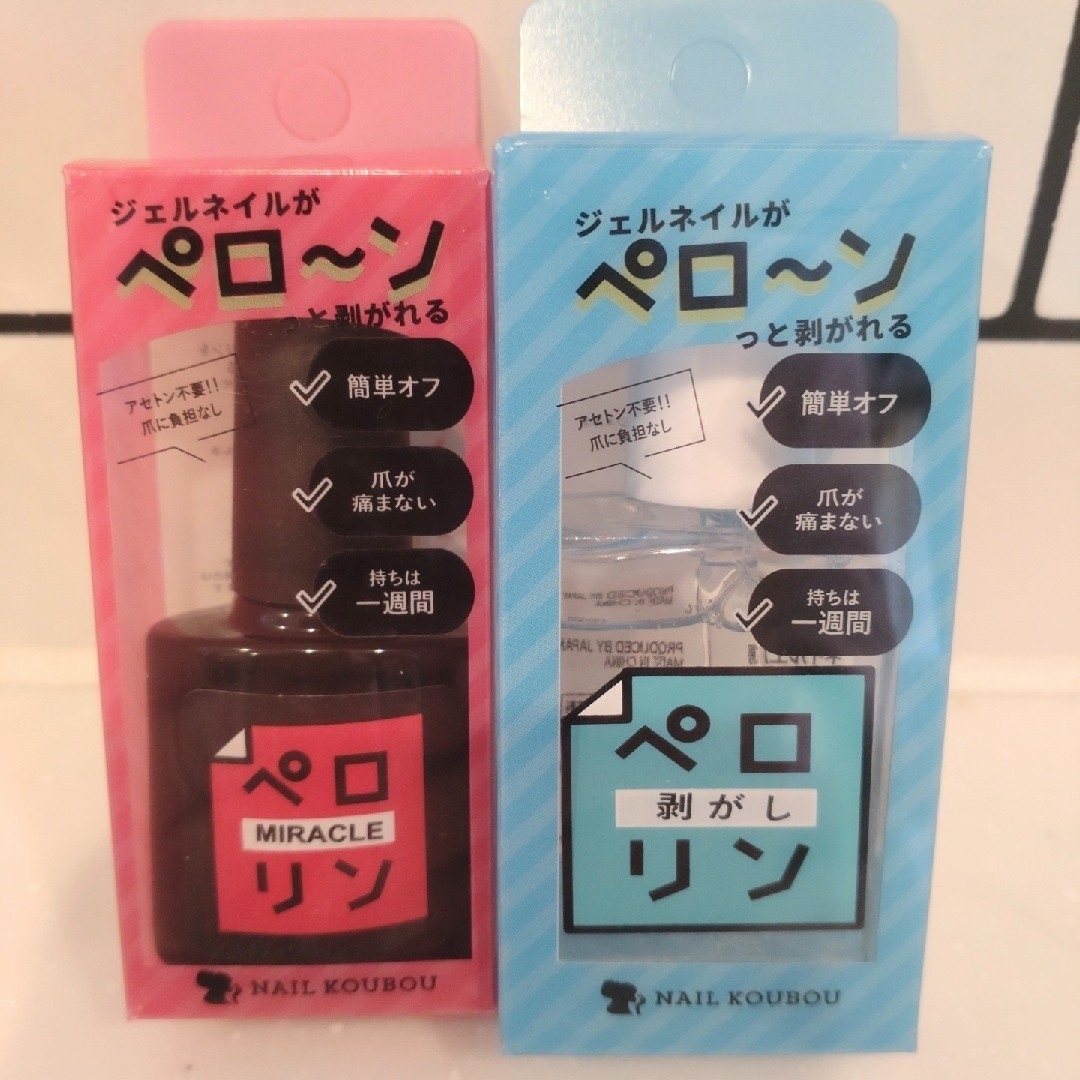 ジェルネイルが
ペロ〜ン
っと剥がれる
アセトン不要!!
爪に負担なし
簡単オフ
爪が
痛まない
持ちは
一週間
ペロ
MIRACLE
リン
NAIL KOUBOU
ジェルネイルが
ペロ〜ン
っと剥がれる
アセトン不要!!
爪に負担なし
簡単オフ
爪が
痛まない
持ちは
一週間
PRODUCED BY JAPAN
MADE IN CHINA
ペロ
剥がし
リン
NAIL KOUBOU